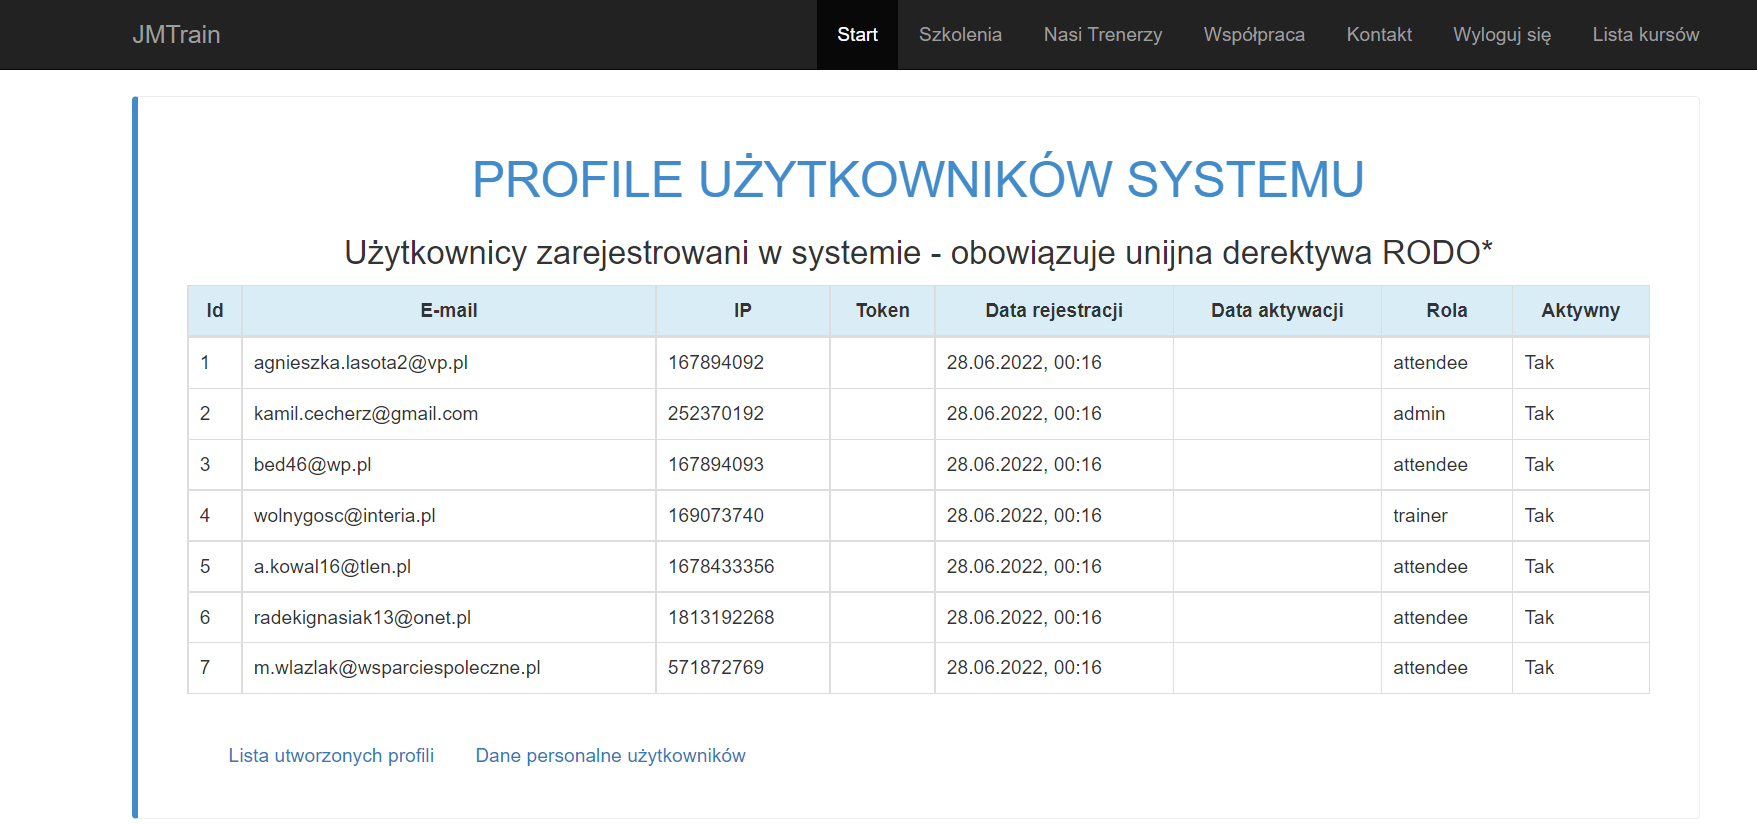 JMTrain Start Szkolenia Nasi Trenerzy Współpraca Kontakt Wyloguj się Lista kursów
PROFILE UŻYTKOWNIKÓW SYSTEMU
Użytkownicy zarejestrowani w systemie - obowiązuje unijna derektywa RODO*
Id E-mail IP Token Data rejestracji Data aktywacji Rola Aktywny
1 agnieszka.lasota2@vp.pl 167894092 28.06.2022, 00:16 attendee Tak
2 kamil.cecherz@gmail.com 252370192 28.06.2022, 00:16 admin Tak
3 bed46@wp.pl 167894093 28.06.2022, 00:16 attendee Tak
4 wolnygosc@interia.pl 169073740 28.06.2022, 00:16 trainer Tak
5 a.kowal16@tlen.pl 1678433356 28.06.2022, 00:16 attendee Tak
6 radekignasiak13@onet.pl 1813192268 28.06.2022, 00:16 attendee Tak
7 m.wlazlak@wsparciespoleczne.pl 571872769 28.06.2022, 00:16 attendee Tak
Lista utworzonych profili Dane personalne użytkowników